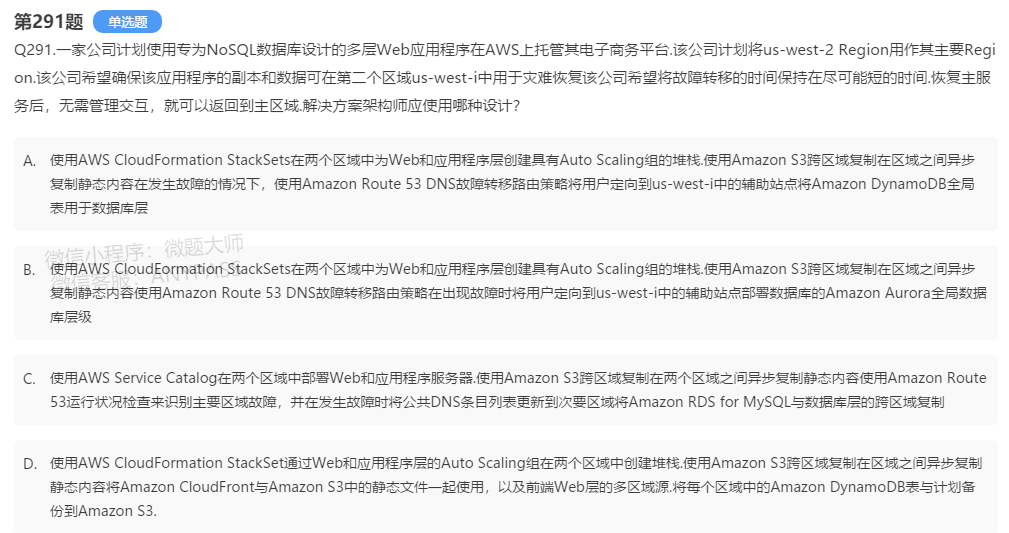 第291题 单选题
Q291.一家公司计划使用专为NoSQL数据库设计的多层Web应用程序在AWS上托管其电子商务平台.该公司计划将us-west-2 Region用作其主要Regi
on.该公司希望确保该应用程序的副本和数据可在第二个区域us-west-i中用于灾难恢复该公司希望将故障转移的时间保持在尽可能短的时间.恢复主服
务后，无需管理交互，就可以返回到主区域.解决方案架构师应使用哪种设计？
A. 使用AWS CloudFormation StackSets在两个区域中为Web和应用程序层创建具有Auto Scaling组的堆栈.使用Amazon S3跨区域复制在区域之间异步
复制静态内容在发生故障的情况下，使用Amazon Route 53 DNS故障转移路由策略将用户定向到us-west-i中的辅助站点将Amazon DynamoDB全局
表用于数据库层
微信小程序：微题大师
B. 使用AWS CloudFormation StackSets在两个区域中为Web和应用程序层创建具有Auto Scaling组的堆栈.使用Amazon S3跨区域复制在区域之间异步
微信客服：
复制静态内容使用Amazon Route 53 DNS故障转移路由策略在出现故障时将用户定向到us-west-i中的辅助站点部署数据库的Amazon Aurora全局数据
库层级
C. 使用AWS Service Catalog在两个区域中部署Web和应用程序服务器.使用Amazon S3跨区域复制在两个区域之间异步复制静态内容使用Amazon Route
53运行状况检查来识别主要区域故障，并在发生故障时将公共DNS条目列表更新到次要区域将Amazon RDS for MySQL与数据库层的跨区域复制
D. 使用AWS CloudFormation StackSet通过Web和应用程序层的Auto Scaling组在两个区域中创建堆栈.使用Amazon S3跨区域复制在区域之间异步复制
静态内容将Amazon CloudFront与Amazon S3中的静态文件一起使用，以及前端Web层的多区域源.将每个区域中的Amazon DynamoDB表与计划备
份到Amazon S3.